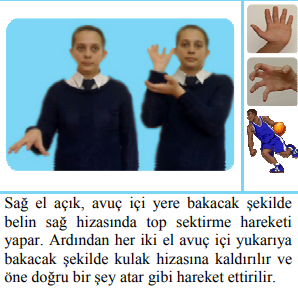 Sağ el açık, avuç içi yere bakacak şekilde
belin sağ hizasında top sektirme hareketi
yapar. Ardından her iki el avuç içi yukarıya
bakacak şekilde kulak hizasına kaldırılır ve
öne doğru bir şey atar gibi hareket ettirilir.